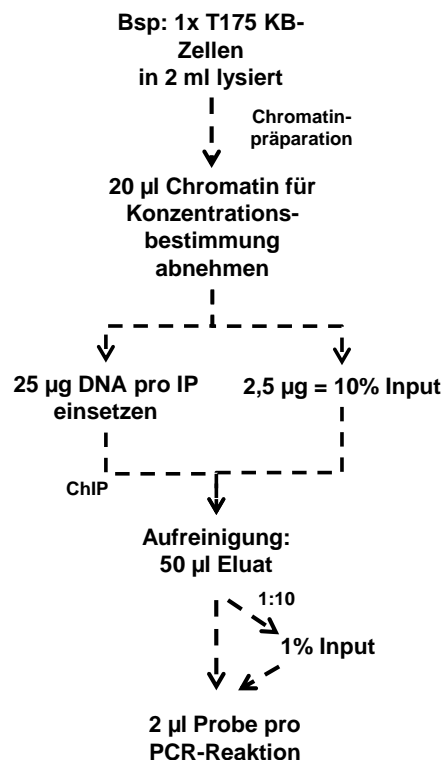 Bsp: 1x T175 KB-
Zellen
in 2 ml lysiert
Chromatin-
präparation
20 µl Chromatin für
Konzentrations-
bestimmung
abnehmen
25 µg DNA pro IP
einsetzen
2,5 µg = 10% Input
ChIP
Aufreinigung:
50 µl Eluat
1:10
1% Input
2 µl Probe pro
PCR-Reaktion